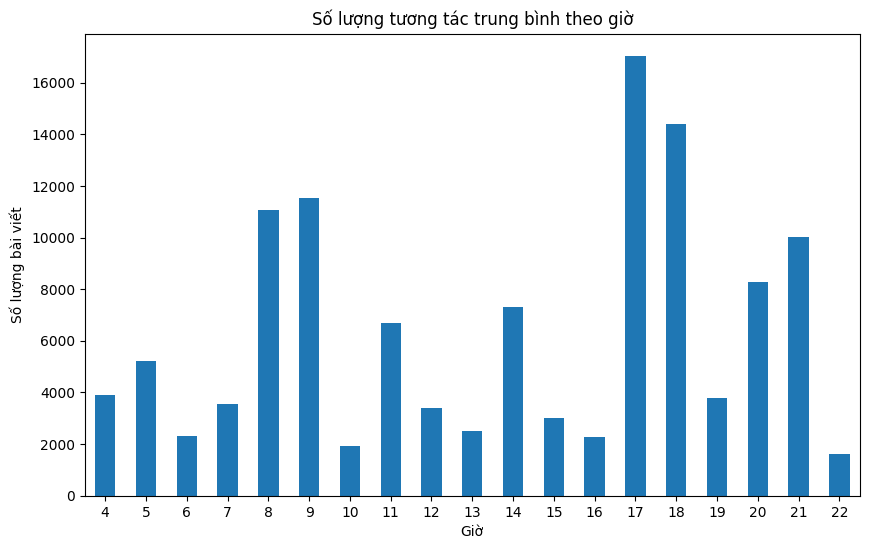 Số lượng tương tác trung bình theo giờ
Số lượng bài viết
16000
14000
12000
10000
8000
6000
4000
2000
0
4 5 6 7 8 9 10 11 12 13 14 15 16 17 18 19 20 21 22
Giờ